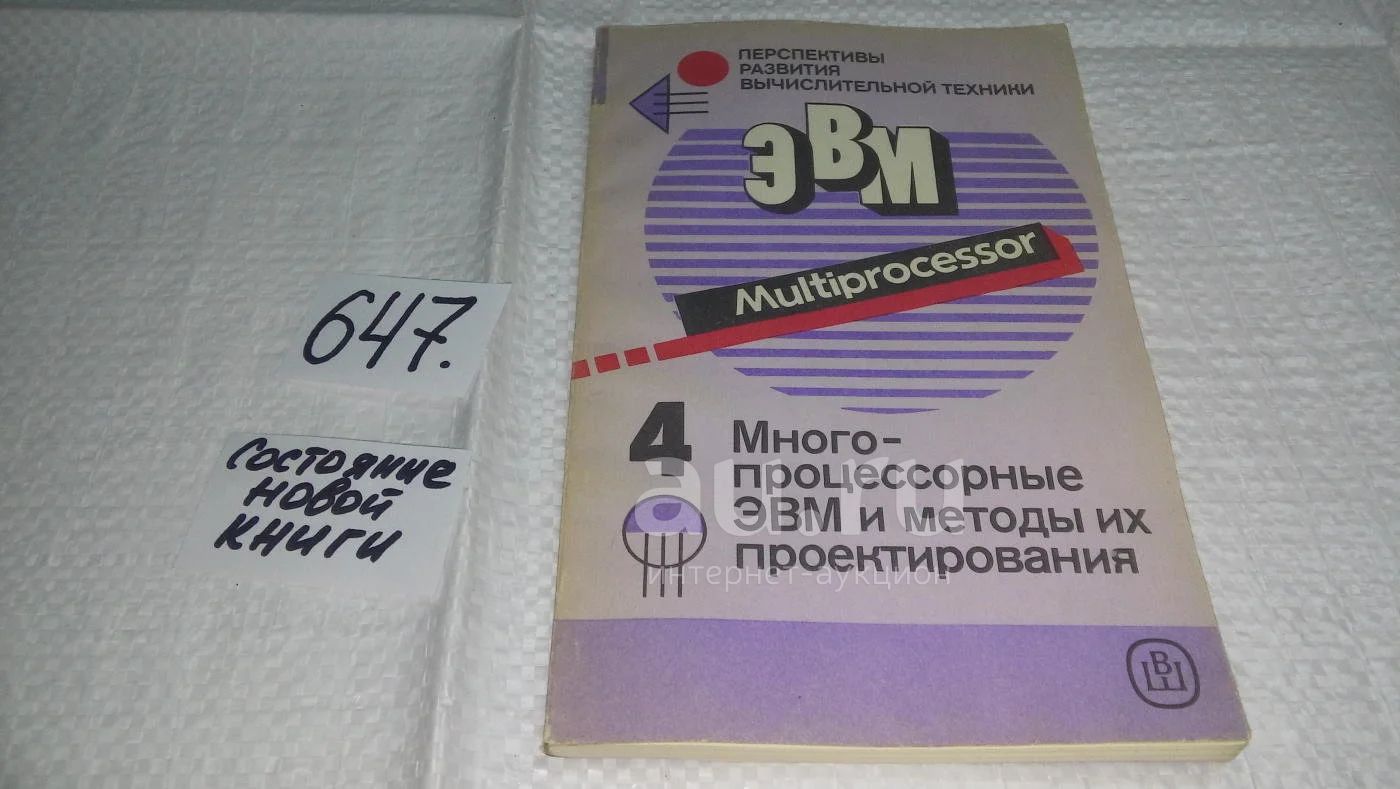 ПЕРСПЕКТИВЫ
РАЗВИТИЯ
ВЫЧИСЛИТЕЛЬНОЙ ТЕХНИКИ
ЭВМ
Multiprocessor
4
Много-
процессорные
ЭВМ и методы их
проектирования
ВШ
647.
Состояние
новой
книги
au.ru
интернет-аукцион